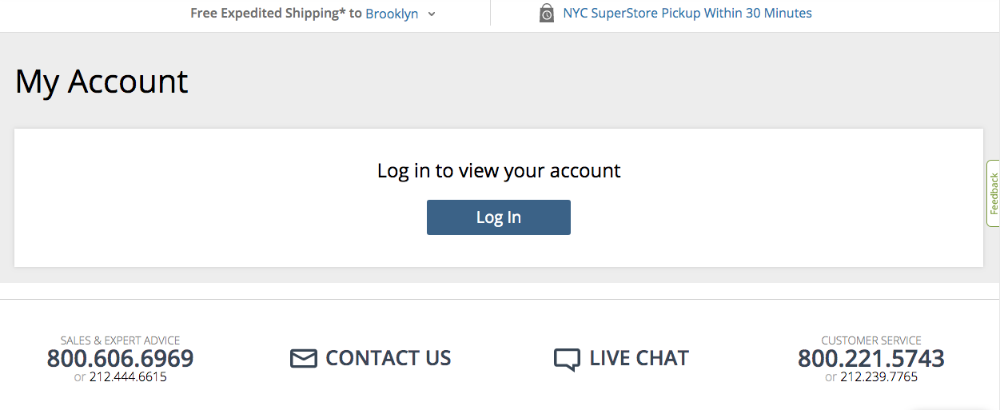 Free Expedited Shipping* to Brooklyn
NYC SuperStore Pickup Within 30 Minutes
My Account
Log in to view your account
Log In
Feedback
SALES & EXPERT ADVICE
800.606.6969
or 212.444.6615
CONTACT US
LIVE CHAT
CUSTOMER SERVICE
800.221.5743
or 212.239.7765